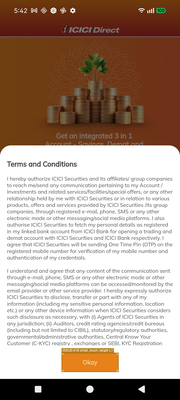 5:42
ICICI Direct
Get an Integrated 3 in 1
Account - Savings, Demat and
Terms and Conditions
I hereby authorize ICICI Securities and its affiliates/ group companies
to reach me/send any communication pertaining to my Account /
Investments and related services/facilities/special offers, or any other
relationship held by me with ICICI Securities or in relation to various
products, offers and services provided by ICICI Securities, its group
companies, through registered e-mail, phone, SMS or any other
electronic mode or other messaging/social media platforms. I also
authorise ICICI Securities to fetch my personal details as registered
in my linked bank account from ICICI Bank for opening a trading and
demat account with ICICI Securities and ICICI Bank respectively. I
agree that ICICI Securities will be sending One Time Pin (OTP) on the
registered mobile number for verification of my mobile number and
authentication of my credentials.
I understand and agree that any content of the communication sent
through e-mail, phone, SMS or any other electronic mode or other
messenging/social media platforms can be accessed/monitored by the
email provider or other service provider. I hereby expressly authorize
ICICI Securities to disclose, transfer or part with any of my
information (including my sensitive personal information, location
etc.) or any other device information when ICICI Securities considers
such disclosure as necessary, with (i) Agents of ICICI Securities in
any jurisdiction; (ii) Auditors, credit rating agencies/credit bureaus
(including but not limited to CIBIL), statutory/regulatory authorities,
governmental/administrative authorities, Central Know Your
Customer (C-KYC) registry , exchanges or SEBI, KYC Registration
Okay